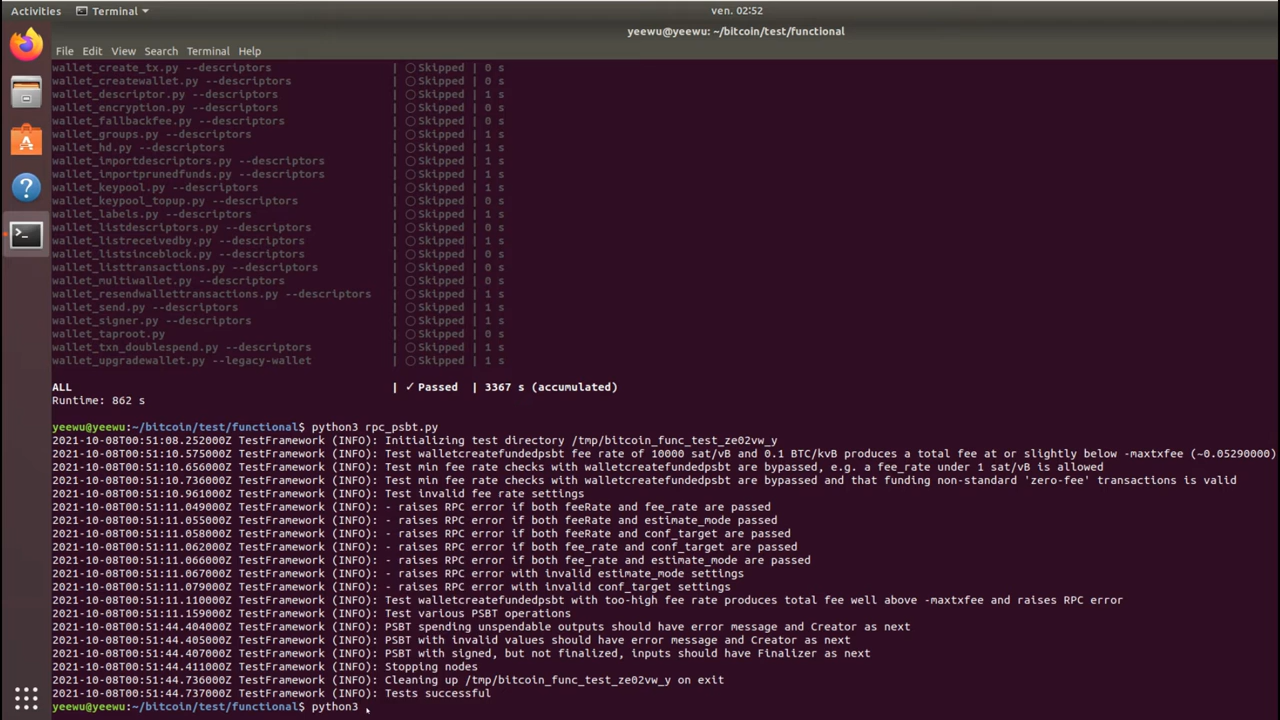 Activities Terminal ven. 02:52
yeewu@yeewu: ~/bitcoin/test/functional
File Edit View Search Terminal Help
wallet_create_tx.py --descriptors | ○ Skipped | 0 s
wallet_createwallet.py --descriptors | ○ Skipped | 0 s
wallet_descriptor.py --descriptors | ○ Skipped | 1 s
wallet_encryption.py --descriptors | ○ Skipped | 0 s
wallet_fallbackfee.py --descriptors | ○ Skipped | 0 s
wallet_groups.py --descriptors | ○ Skipped | 1 s
wallet_hd.py --descriptors | ○ Skipped | 1 s
wallet_importdescriptors.py --descriptors | ○ Skipped | 1 s
wallet_importprunedfunds.py --descriptors | ○ Skipped | 1 s
wallet_keypool.py --descriptors | ○ Skipped | 1 s
wallet_keypool_topup.py --descriptors | ○ Skipped | 0 s
wallet_labels.py --descriptors | ○ Skipped | 1 s
wallet_listdescriptors.py --descriptors | ○ Skipped | 0 s
wallet_listreceivedby.py --descriptors | ○ Skipped | 1 s
wallet_listsinceblock.py --descriptors | ○ Skipped | 0 s
wallet_listtransactions.py --descriptors | ○ Skipped | 0 s
wallet_multiwallet.py --descriptors | ○ Skipped | 0 s
wallet_resendwallettransactions.py --descriptors | ○ Skipped | 1 s
wallet_send.py --descriptors | ○ Skipped | 1 s
wallet_signer.py --descriptors | ○ Skipped | 1 s
wallet_taproot.py | ○ Skipped | 0 s
wallet_txn_doublespend.py --descriptors | ○ Skipped | 1 s
wallet_upgradewallet.py --legacy-wallet | ○ Skipped | 1 s
ALL | ✓ Passed | 3367 s (accumulated)
Runtime: 862 s
yeewu@yeewu:~/bitcoin/test/functional$ python3 rpc_psbt.py
2021-10-08T00:51:08.252000Z TestFramework (INFO): Initializing test directory /tmp/bitcoin_func_test_ze02vw_y
2021-10-08T00:51:10.575000Z TestFramework (INFO): Test walletcreatefundedpsbt fee rate of 10000 sat/vB and 0.1 BTC/kvB produces a total fee at or slightly below -maxtxfee (~0.05290000)
2021-10-08T00:51:10.656000Z TestFramework (INFO): Test min fee rate checks with walletcreatefundedpsbt are bypassed, e.g. a fee_rate under 1 sat/vB is allowed
2021-10-08T00:51:10.736000Z TestFramework (INFO): Test min fee rate checks with walletcreatefundedpsbt are bypassed and that funding non-standard 'zero-fee' transactions is valid
2021-10-08T00:51:10.961000Z TestFramework (INFO): Test invalid fee rate settings
2021-10-08T00:51:11.049000Z TestFramework (INFO): - raises RPC error if both feeRate and fee_rate are passed
2021-10-08T00:51:11.055000Z TestFramework (INFO): - raises RPC error if both feeRate and estimate_mode passed
2021-10-08T00:51:11.058000Z TestFramework (INFO): - raises RPC error if both feeRate and conf_target are passed
2021-10-08T00:51:11.062000Z TestFramework (INFO): - raises RPC error if both fee_rate and conf_target are passed
2021-10-08T00:51:11.066000Z TestFramework (INFO): - raises RPC error if both fee_rate and estimate_mode are passed
2021-10-08T00:51:11.067000Z TestFramework (INFO): - raises RPC error with invalid estimate_mode settings
2021-10-08T00:51:11.079000Z TestFramework (INFO): - raises RPC error with invalid conf_target settings
2021-10-08T00:51:11.110000Z TestFramework (INFO): Test walletcreatefundedpsbt with too-high fee rate produces total fee well above -maxtxfee and raises RPC error
2021-10-08T00:51:11.159000Z TestFramework (INFO): Test various PSBT operations
2021-10-08T00:51:44.404000Z TestFramework (INFO): PSBT spending unspendable outputs should have error message and Creator as next
2021-10-08T00:51:44.405000Z TestFramework (INFO): PSBT with invalid values should have error message and Creator as next
2021-10-08T00:51:44.409000Z TestFramework (INFO): PSBT with signed, but not finalized, inputs should have Finalizer as next
2021-10-08T00:51:44.411000Z TestFramework (INFO): Stopping nodes
2021-10-08T00:51:44.736000Z TestFramework (INFO): Cleaning up /tmp/bitcoin_func_test_ze02vw_y on exit
2021-10-08T00:51:44.737000Z TestFramework (INFO): Tests successful
yeewu@yeewu:~/bitcoin/test/functional$ python3